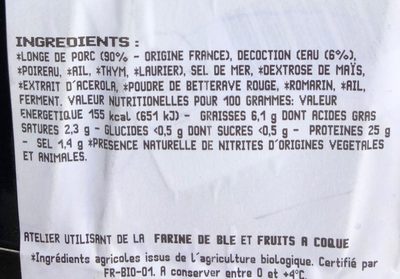 INGREDIENTS :
*LONGE DE PORC (90% - ORIGINE FRANCE), DECOCTION (EAU (6%),
*POIREAU, *AIL, *THYM, *LAURIER), SEL DE MER, *DEXTROSE DE MAÏS,
*EXTRAIT D'ACEROLA, *POUDRE DE BETTERAVE ROUGE, *ROMARIN, *AIL,
FERMENT. VALEUR NUTRITIONELLES POUR 100 GRAMMES: VALEUR
ENERGETIQUE 155 kcal (651 kJ) - GRAISSES 6,1 g DONT ACIDES GRAS
SATURES 2,3 g - GLUCIDES <0,5 g DONT SUCRES <0,5 g - PROTEINES 25 g
- SEL 1,4 g *PRESENCE NATURELLE DE NITRITES D'ORIGINES VEGETALES
ET ANIMALES.
ATELIER UTILISANT DE LA FARINE DE BLE ET FRUITS A COQUE
*Ingrédients agricoles issus de l'agriculture biologique. Certifié par
FR-BIO-01. A conserver entre 0 et +4°C.